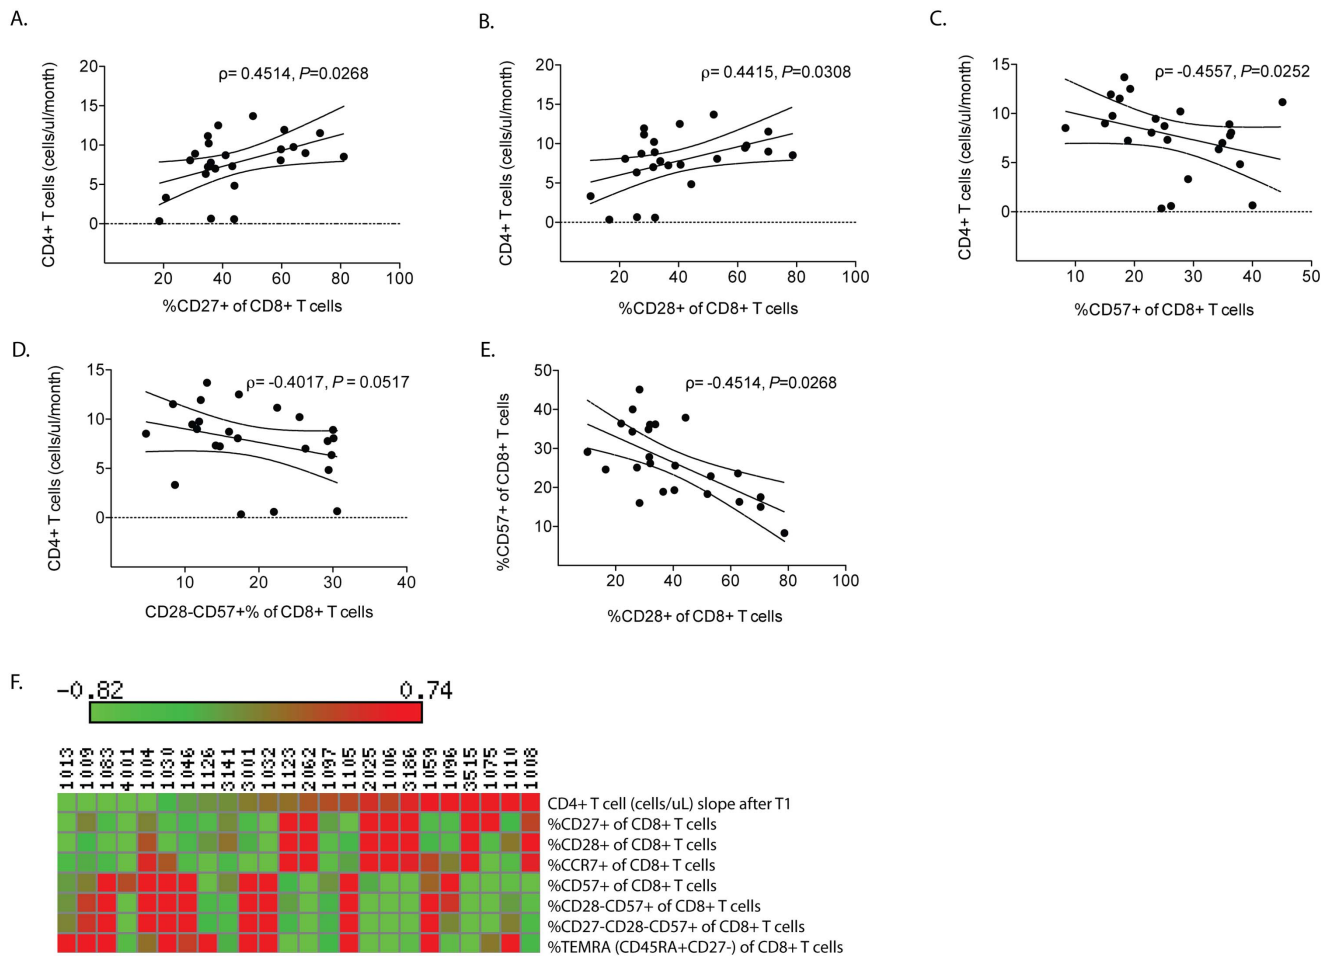 A.
B.
C.
CD4+ T cells (cells/ul/month)
20
15
10
5
0
ρ= 0.4514, P=0.0268
20 40 60 80 100
%CD27+ of CD8+ T cells
CD4+ T cells (cells/ul/month)
20
15
10
5
0
ρ= 0.4415, P=0.0308
20 40 60 80 100
%CD28+ of CD8+ T cells
CD4+ T cells (cells/ul/month)
15
10
5
0
ρ= -0.4557, P=0.0252
10 20 30 40 50
%CD57+ of CD8+ T cells
D.
E.
CD4+ T cells (cells/ul/month)
15
10
5
0
ρ= -0.4017, P = 0.0517
10 20 30 40
CD28-CD57+% of CD8+ T cells
%CD57+ of CD8+ T cells
50
40
30
20
10
ρ= -0.4514, P=0.0268
20 40 60 80 100
%CD28+ of CD8+ T cells
F.
-0.82 0.74
1013 1009 1083 4001 1004 1030 1046 1126 3141 3001 1032 1123 2062 1097 1105 2025 1006 3186 1059 1096 3515 1075 1010 1008
CD4+ T cell (cells/uL) slope after T1
%CD27+ of CD8+ T cells
%CD28+ of CD8+ T cells
%CCR7+ of CD8+ T cells
%CD57+ of CD8+ T cells
%CD28-CD57+ of CD8+ T cells
%CD27-CD28-CD57+ of CD8+ T cells
%TEMRA (CD45RA+CD27-) of CD8+ T cells